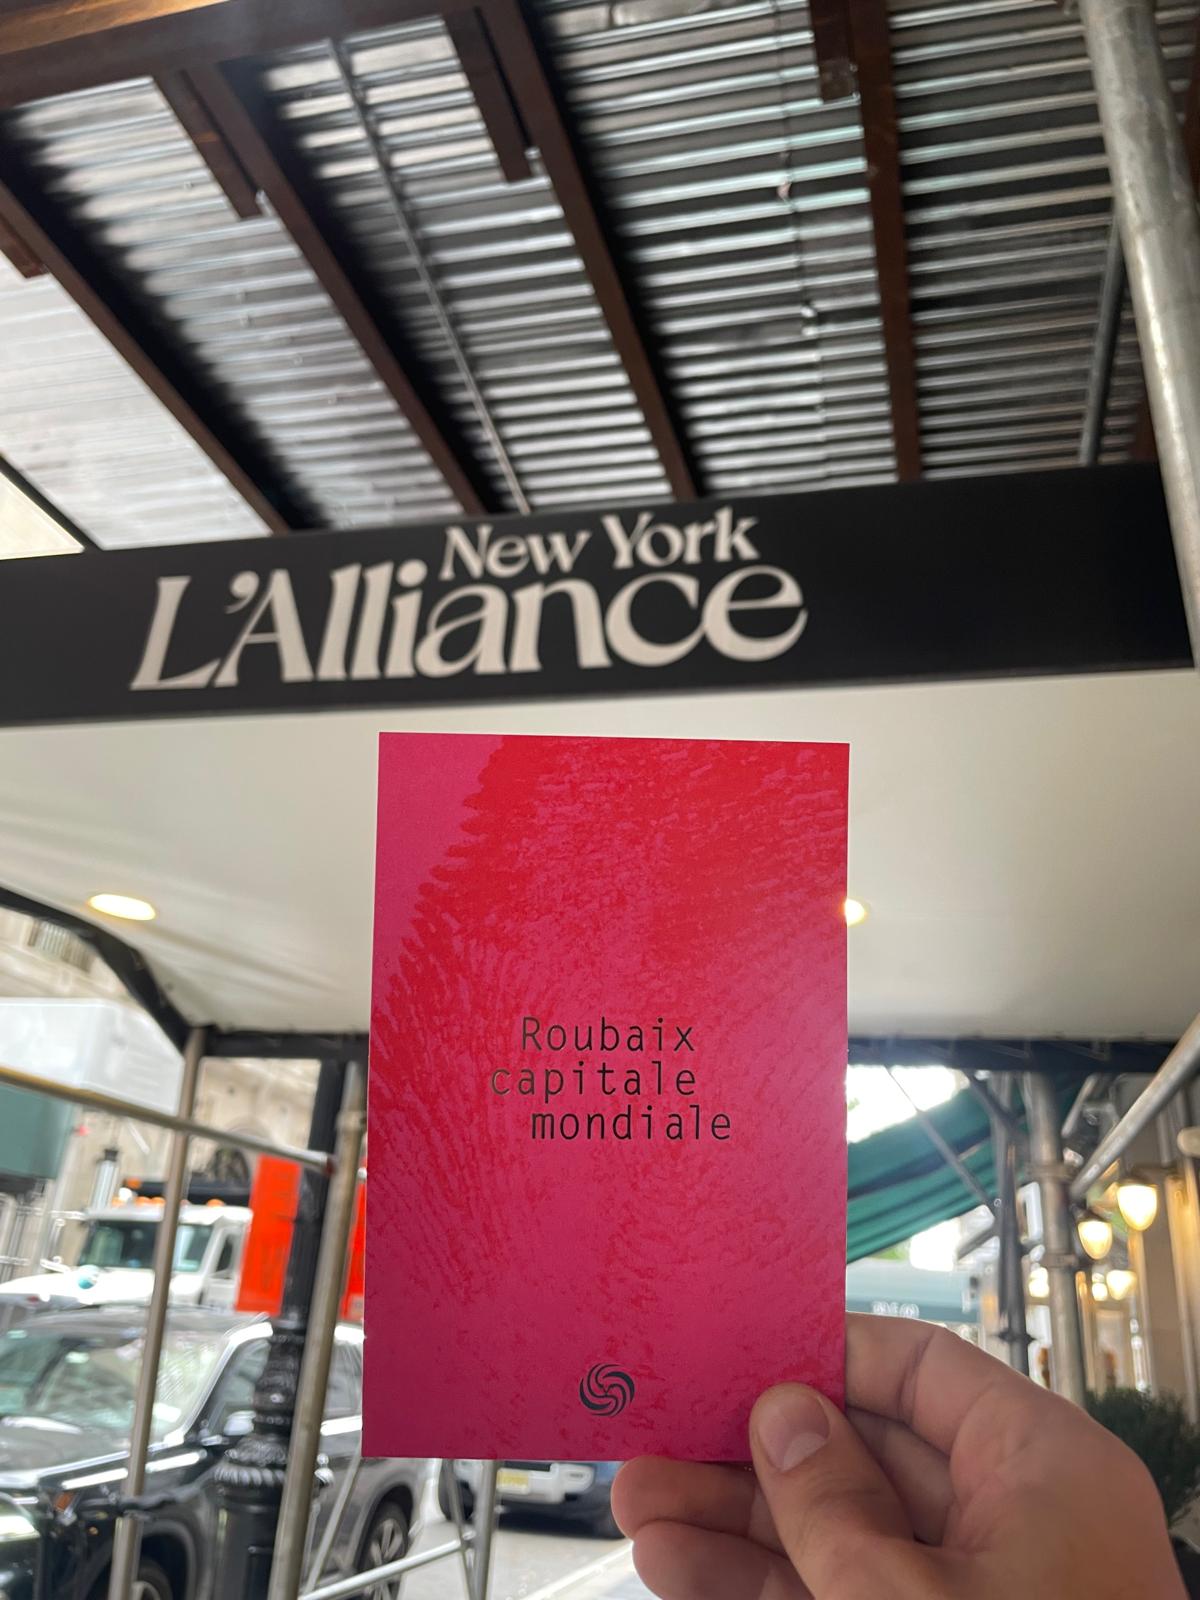 New York
L'Alliance
Roubaix
capitale
mondiale